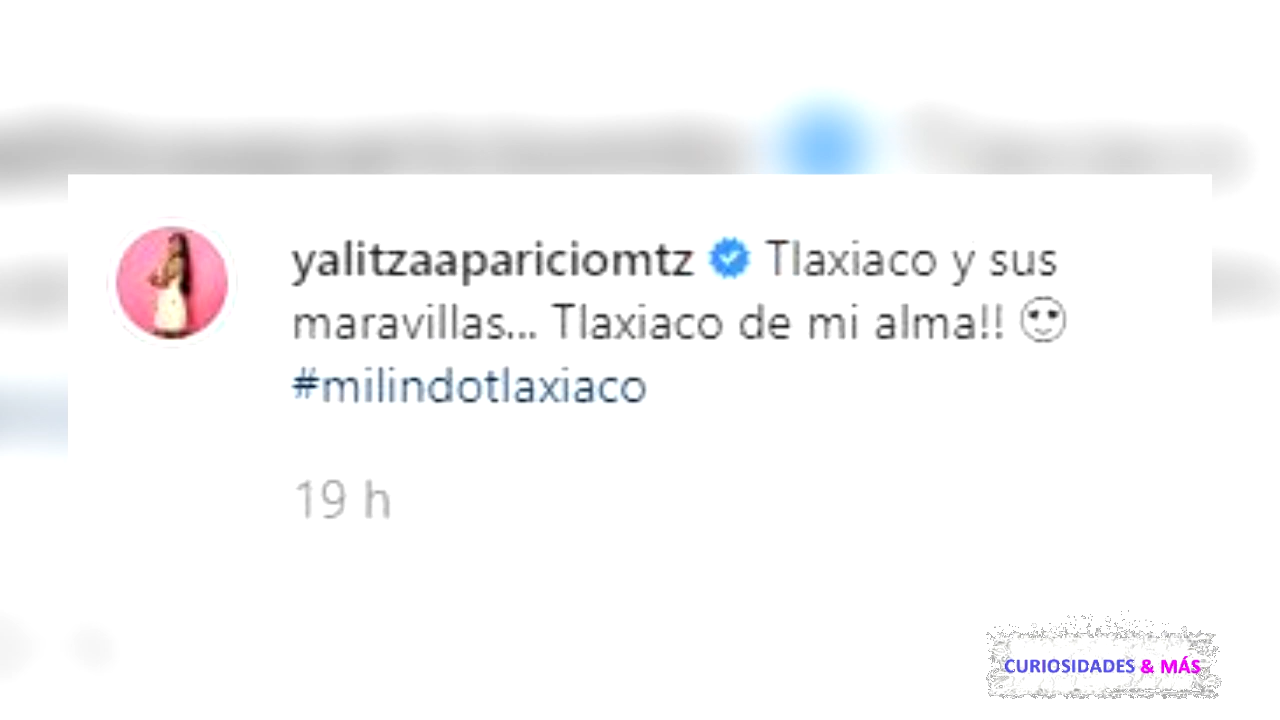 yalitzaapariciomtz Tlaxiaco y sus
maravillas... Tlaxiaco de mi alma!! 😍
#milindotlaxiaco
19 h
CURIOSIDADES & MÁS